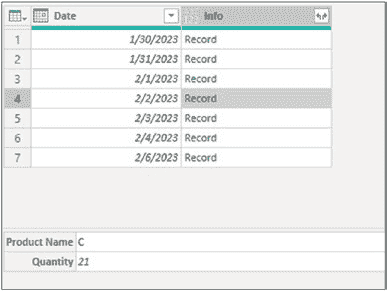 Date Info
1 1/30/2023 Record
2 1/31/2023 Record
3 2/1/2023 Record
4 2/2/2023 Record
5 2/3/2023 Record
6 2/4/2023 Record
7 2/6/2023 Record
Product Name C
Quantity 21